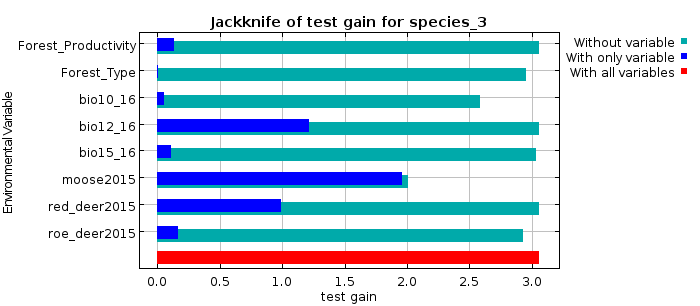 Jackknife of test gain for species_3
Environmental Variable
Forest_Productivity
Forest_Type
bio10_16
bio12_16
bio15_16
moose2015
red_deer2015
roe_deer2015
0.0 0.5 1.0 1.5 2.0 2.5 3.0
test gain
Without variable
With only variable
With all variables